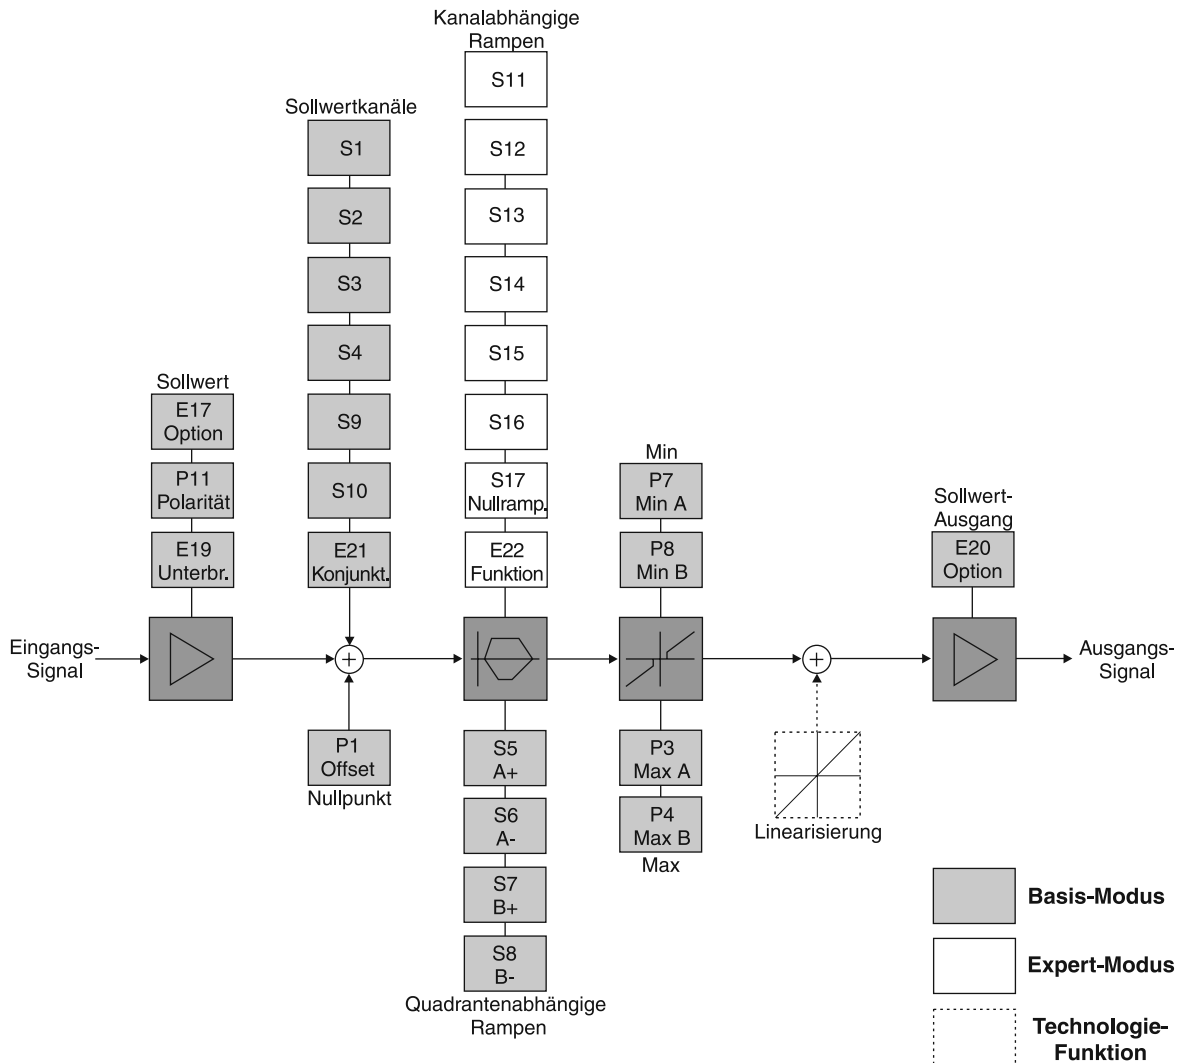 Kanalabhängige
Rampen
S11
S12
S13
S14
S15
S16
S17
Nullramp.
E22
Funktion
Sollwertkanäle
S1
S2
S3
S4
S9
S10
E21
Konjunkt.
Sollwert
E17
Option
P11
Polarität
E19
Unterbr.
Min
P7
Min A
P8
Min B
Sollwert-
Ausgang
E20
Option
Eingangs-
Signal
Ausgangs-
Signal
P1
Offset
Nullpunkt
S5
A+
S6
A-
S7
B+
S8
B-
Quadrantenabhängige
Rampen
P3
Max A
P4
Max B
Max
Linearisierung
Basis-Modus
Expert-Modus
Technologie-
Funktion